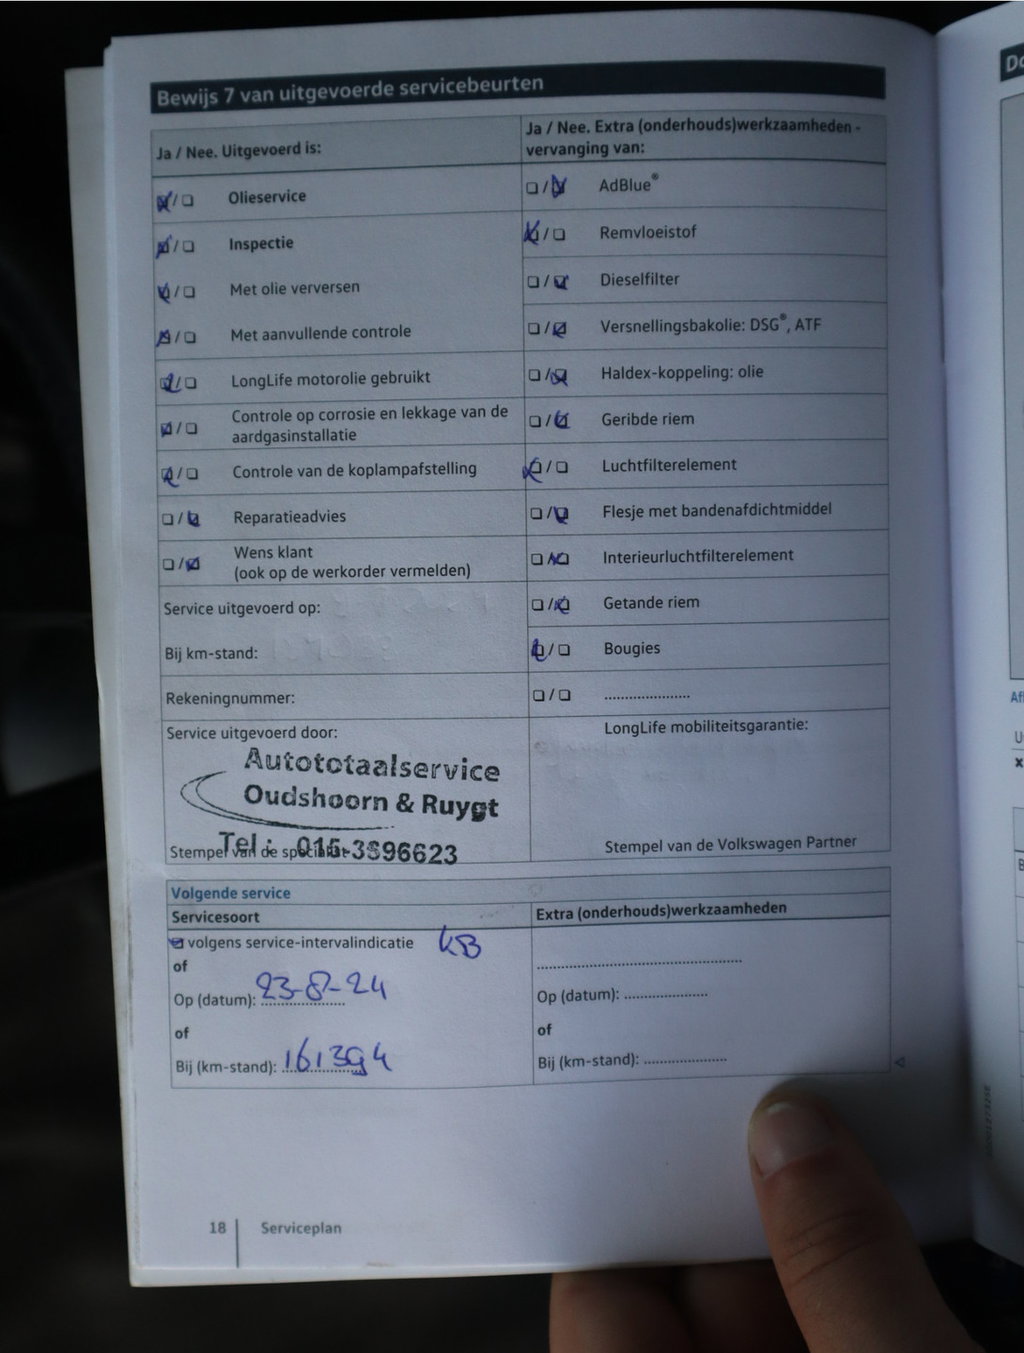 Bewijs 7 van uitgevoerde servicebeurten
Ja / Nee. Uitgevoerd is:
Olieservice
Inspectie
Met olie verversen
Met aanvullende controle
LongLife motorolie gebruikt
Controle op corrosie en lekkage van de
aardgasinstallatie
Controle van de koplampafstelling
Reparatieadvies
Wens klant
(ook op de werkorder vermelden)
Service uitgevoerd op:
Bij km-stand:
Rekeningnummer:
Service uitgevoerd door:
Autototaalservice
Oudshoorn & Ruygt
Tel : 015-3696623
Stempel van de
Ja / Nee. Extra (onderhouds)werkzaamheden -
vervanging van:
AdBlue®
Remvloeistof
Dieselfilter
Versnellingsbakolie: DSG®, ATF
Haldex-koppeling: olie
Geribde riem
Luchtfilterelement
Flesje met bandenafdichtmiddel
Interieurluchtfilterelement
Getande riem
Bougies
.....................
LongLife mobiliteitsgarantie:
Stempel van de Volkswagen Partner
Volgende service
Servicesoort
volgens service-intervalindicatie KB
of
Op (datum): 23-8-24
of
Bij (km-stand): 161394
Extra (onderhouds)werkzaamheden
Op (datum): .....................
of
Bij (km-stand): .....................
18 Serviceplan